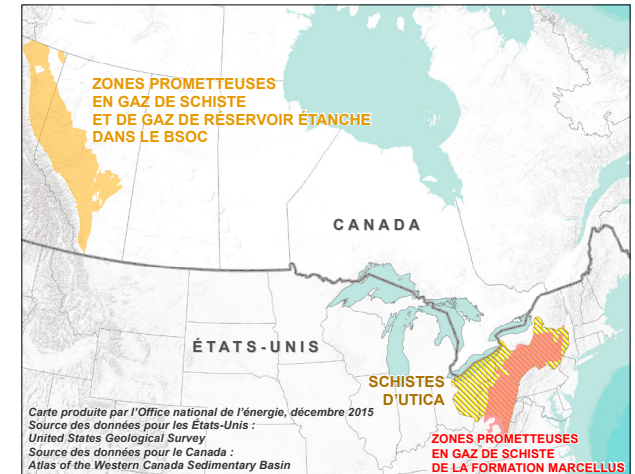 ZONES PROMETTEUSES
EN GAZ DE SCHISTE
ET DE GAZ DE RÉSERVOIR ÉTANCHE
DANS LE BSOC
CANADA
ÉTATS-UNIS
SCHISTES
D'UTICA
Carte produite par l'Office national de l'énergie, décembre 2015
Source des données pour les États-Unis :
United States Geological Survey
Source des données pour le Canada :
Atlas of the Western Canada Sedimentary Basin
ZONES PROMETTEUSES
EN GAZ DE SCHISTE
DE LA FORMATION MARCELLUS